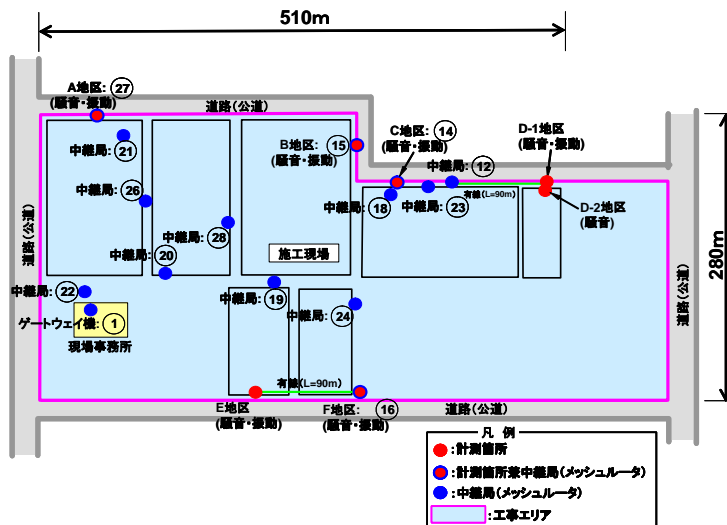 510m
A地区:27
(騒音・振動)
道路(公道)
中継局:21
B地区:15
(騒音・振動)
C地区:14
(騒音・振動)
中継局:12
D-1地区
(騒音・振動)
中継局:26
中継局:18
中継局:23
有線(L=90m)
D-2地区
(騒音)
道路(公道)
中継局:28
中継局:20
施工現場
280m
道路(公道)
中継局:22
中継局:19
中継局:24
ゲートウェイ機:1
現場事務所
有線(L=90m)
E地区
(騒音・振動)
F地区:16
(騒音・振動)
道路(公道)
凡 例
:計測箇所
:計測箇所兼中継局(メッシュルータ)
:中継局(メッシュルータ)
:工事エリア